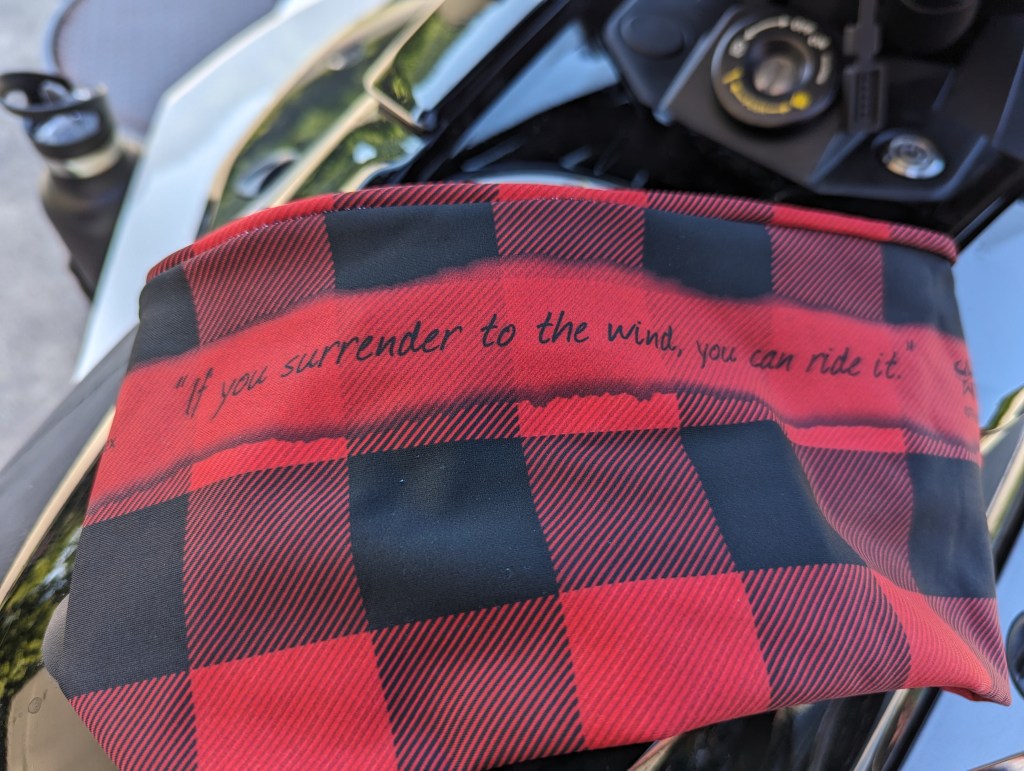 "If you surrender to the wind, you can ride it."